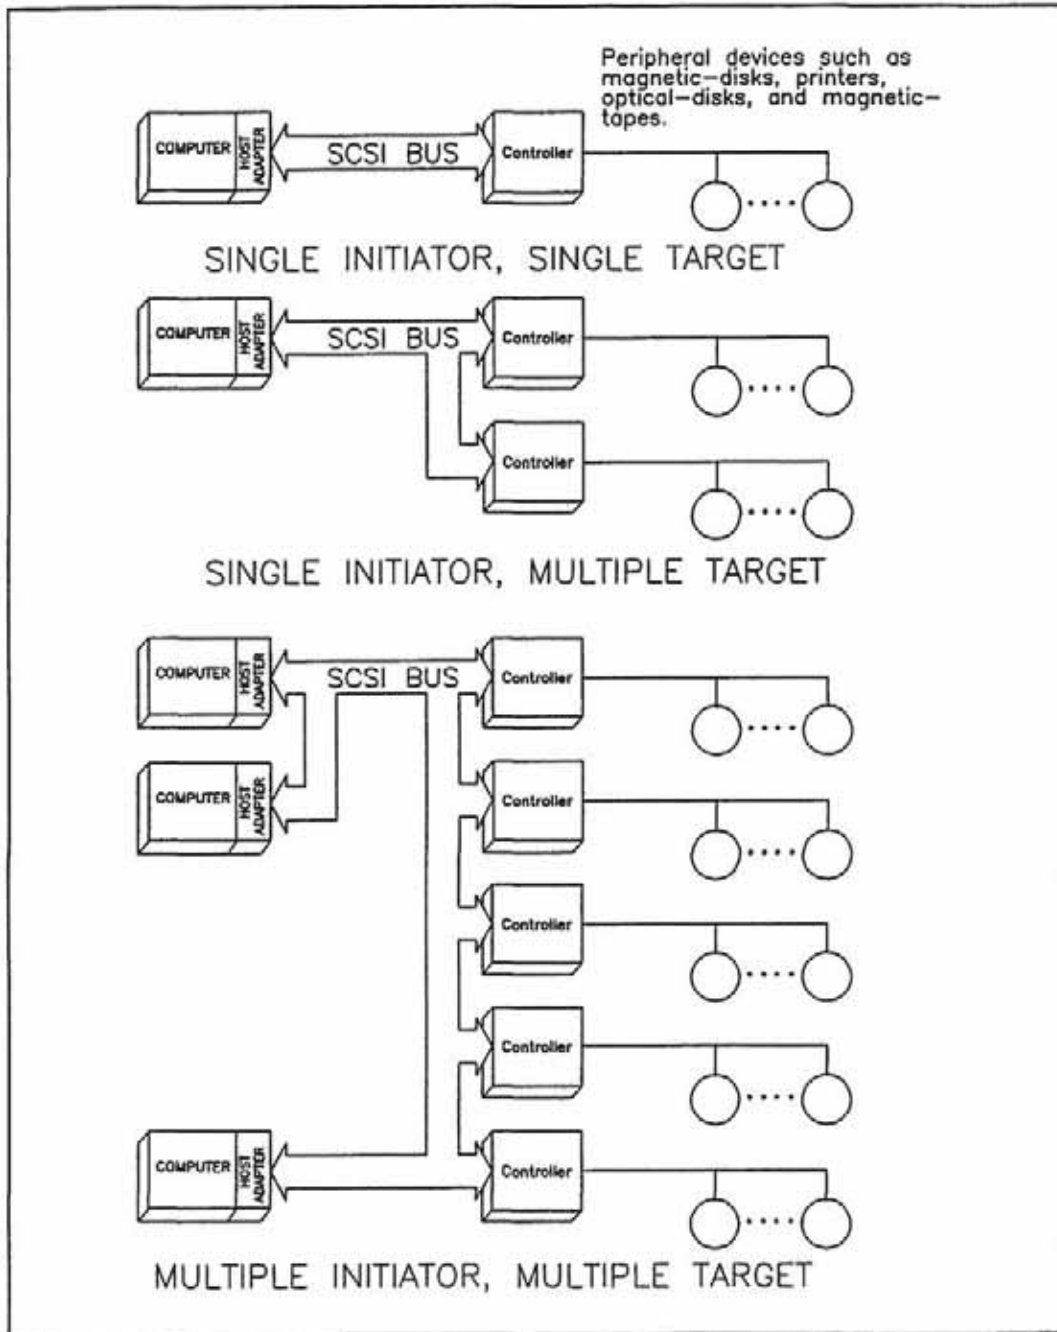 Peripheral devices such as
magnetic-disks, printers,
optical-disks, and magnetic-
tapes.
COMPUTER
HOST
ADAPTER
SCSI BUS
Controller
SINGLE INITIATOR, SINGLE TARGET
COMPUTER
HOST
ADAPTER
SCSI BUS
Controller
Controller
SINGLE INITIATOR, MULTIPLE TARGET
COMPUTER
HOST
ADAPTER
SCSI BUS
Controller
COMPUTER
HOST
ADAPTER
Controller
Controller
Controller
COMPUTER
HOST
ADAPTER
Controller
MULTIPLE INITIATOR, MULTIPLE TARGET